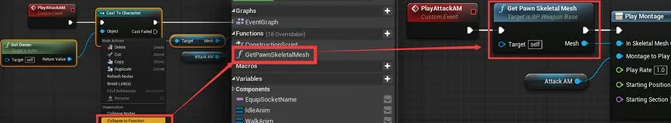 PlayAttackAM
Custom Event
Cast To Character
Object
Cast Failed
Get Owner
Target
Return Value
Target
Mesh
Attack AM
Delete
Cut
Copy
Duplicate
Refresh Nodes
Break Link(s)
Rename
Organization
Collapse Nodes
Collapse to Function
Graphs
EventGraph
Functions (18 Overridable)
ConstructionScript
GetPawnSkeletalMesh
Macros
Variables
Components
EquipSocketName
IdleAnim
WalkAnim
PlayAttackAM
Custom Event
Get Pawn Skeletal Mesh
Target is BP Weapon Base
Target self
Mesh
Attack AM
Play Montage
In Skeletal Mesh
Montage to Play
Play Rate 1.0
Starting Position
Starting Section